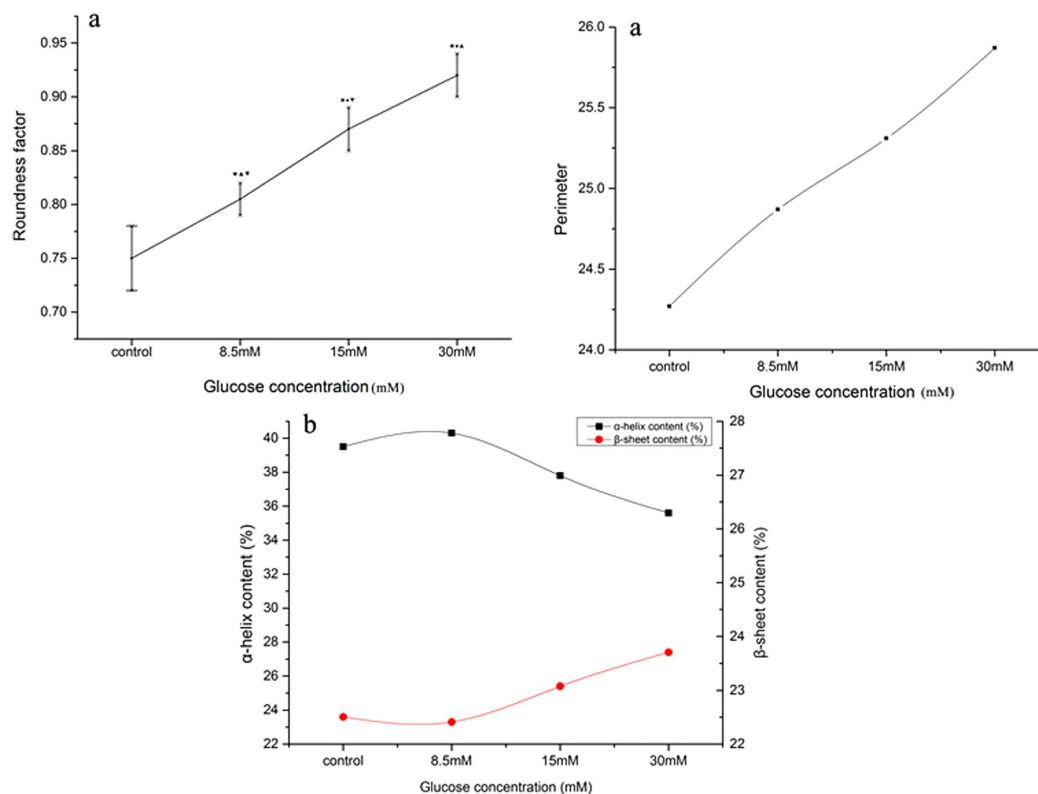 a
Roundness factor
0.95
0.90
0.85
0.80
0.75
0.70
control 8.5mM 15mM 30mM
Glucose concentration (mM)
a
Perimeter
26.0
25.5
25.0
24.5
24.0
control 8.5mM 15mM 30mM
Glucose concentration (mM)
b
α-helix content (%)
β-sheet content (%)
α-helix content (%)
40
38
36
34
32
30
28
26
24
22
28
27
26
25
24
23
22
β-sheet content (%)
control 8.5mM 15mM 30mM
Glucose concentration (mM)